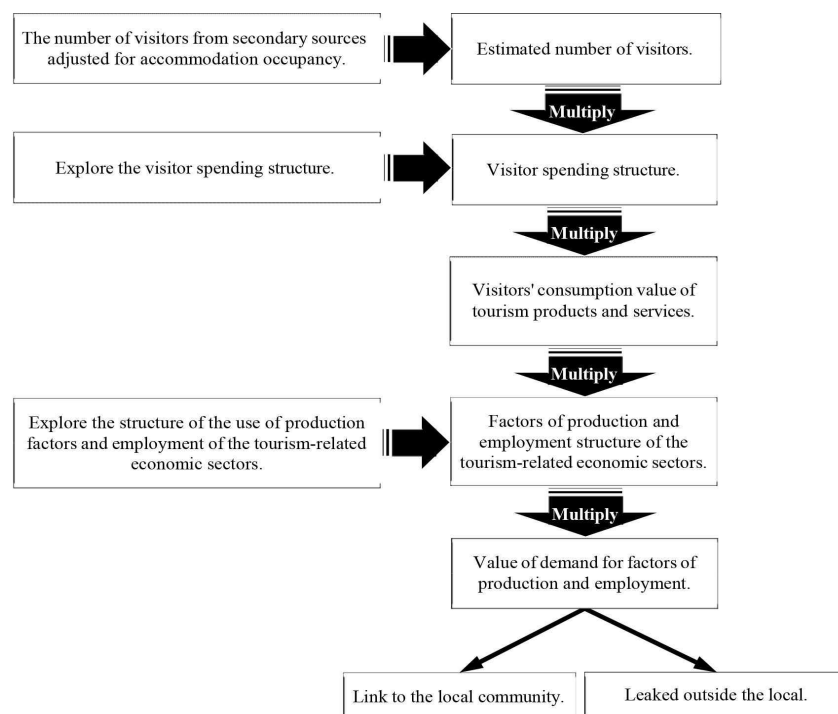 The number of visitors from secondary sources
adjusted for accommodation occupancy.
Estimated number of visitors.
Multiply
Explore the visitor spending structure.
Visitor spending structure.
Multiply
Visitors' consumption value of
tourism products and services.
Multiply
Explore the structure of the use of production
factors and employment of the tourism-related
economic sectors.
Factors of production and
employment structure of the
tourism-related economic sectors.
Multiply
Value of demand for factors of
production and employment.
Link to the local community.
Leaked outside the local.